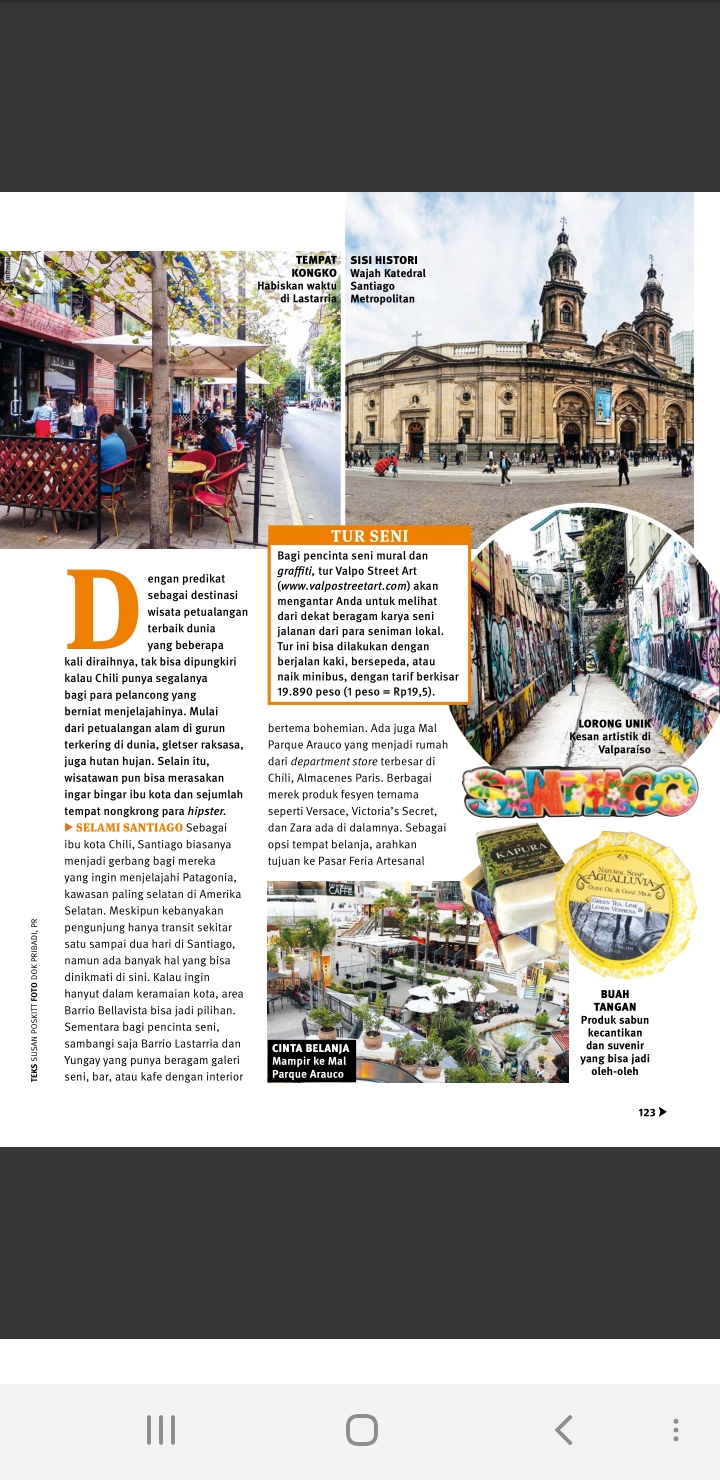 TEMPAT
KONGKO
Habiskan waktu
di Lastarria
SISI HISTORI
Wajah Katedral
Santiago
Metropolitan
TUR SENI
Bagi pencinta seni mural dan
graffiti, tur Valpo Street Art
(www.valpostreetart.com) akan
mengantar Anda untuk melihat
dari dekat beragam karya seni
jalanan dari para seniman lokal.
Tur ini bisa dilakukan dengan
berjalan kaki, bersepeda, atau
naik minibus, dengan tarif berkisar
19.890 peso (1 peso = Rp19,5).
Dengan predikat
sebagai destinasi
wisata petualangan
terbaik dunia
yang beberapa
kali diraihnya, tak bisa dipungkiri
kalau Chili punya segalanya
bagi para pelancong yang
berniat menjelajahinya. Mulai
dari petualangan alam di gurun
terkering di dunia, gletser raksasa,
juga hutan hujan. Selain itu,
wisatawan pun bisa merasakan
ingar bingar ibu kota dan sejumlah
tempat nongkrong para hipster.
▶ SELAMI SANTIAGO Sebagai
ibu kota Chili, Santiago biasanya
menjadi gerbang bagi mereka
yang ingin menjelajahi Patagonia,
kawasan paling selatan di Amerika
Selatan. Meskipun kebanyakan
pengunjung hanya transit sekitar
satu sampai dua hari di Santiago,
namun ada banyak hal yang bisa
dinikmati di sini. Kalau ingin
hanyut dalam keramaian kota, area
Barrio Bellavista bisa jadi pilihan.
Sementara bagi pencinta seni,
sambangi saja Barrio Lastarria dan
Yungay yang punya beragam galeri
seni, bar, atau kafe dengan interior
bertema bohemian. Ada juga Mal
Parque Arauco yang menjadi rumah
dari department store terbesar di
Chili, Almacenes Paris. Berbagai
merek produk fesyen ternama
seperti Versace, Victoria's Secret,
dan Zara ada di dalamnya. Sebagai
opsi tempat belanja, arahkan
tujuan ke Pasar Feria Artesanal
LORONG UNIK
Kesan artistik di
Valparaíso
SANTIAGO
KAPURA
NATURAL SOAP
AGUALLUVIA
OLIVE OIL & GOAT MILK
GREEN TEA, LIME &
LEMON VERBENA
CAFFE
CINTA BELANJA
Mampir ke Mal
Parque Arauco
BUAH
TANGAN
Produk sabun
kecantikan
dan suvenir
yang bisa jadi
oleh-oleh
TEKS SUSAN POSKITT FOTO DOK PRIBADI, PR
123 ▶